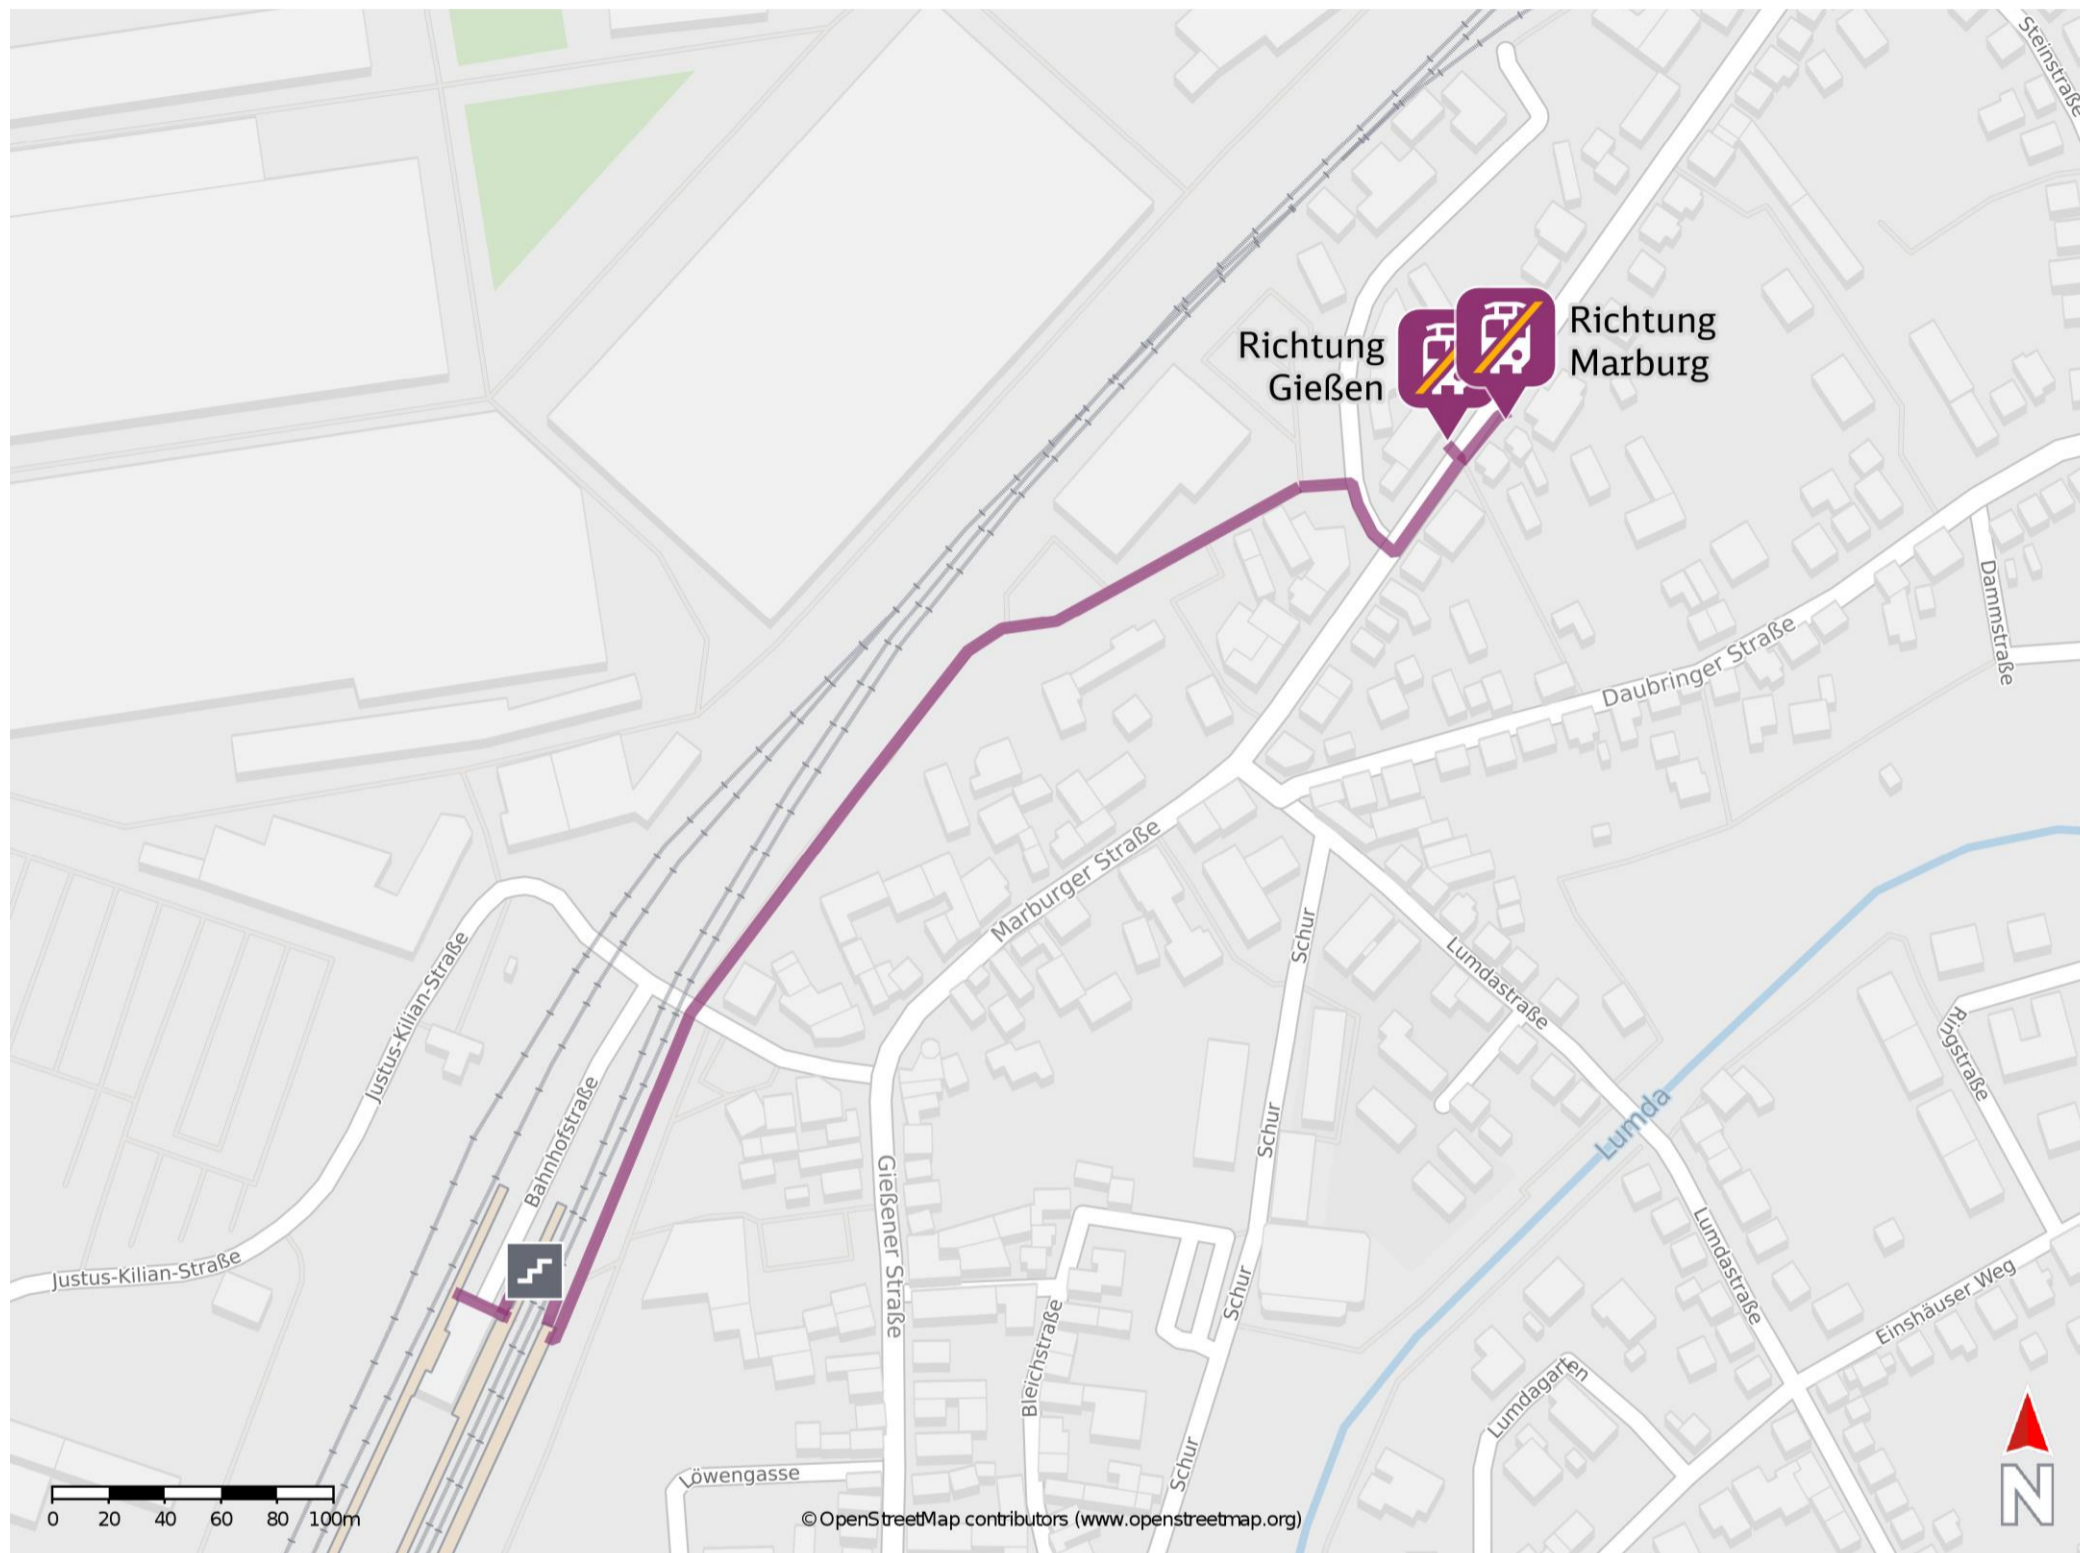 Steinstraße
Richtung
Marburg
Richtung
Gießen
Dammstraße
Daubringer Straße
Marburger Straße
Schur
Lumdastraße
Justus-Kilian-Straße
Ringstraße
Bahnhofstraße
Lumda
Schur
Gießener Straße
Lumdastraße
Justus-Kilian-Straße
Schur
Einshäuser Weg
Bleichstraße
Lumdagarten
Schur
Löwengasse
0 20 40 60 80 100m
© OpenStreetMap contributors (www.openstreetmap.org)
N